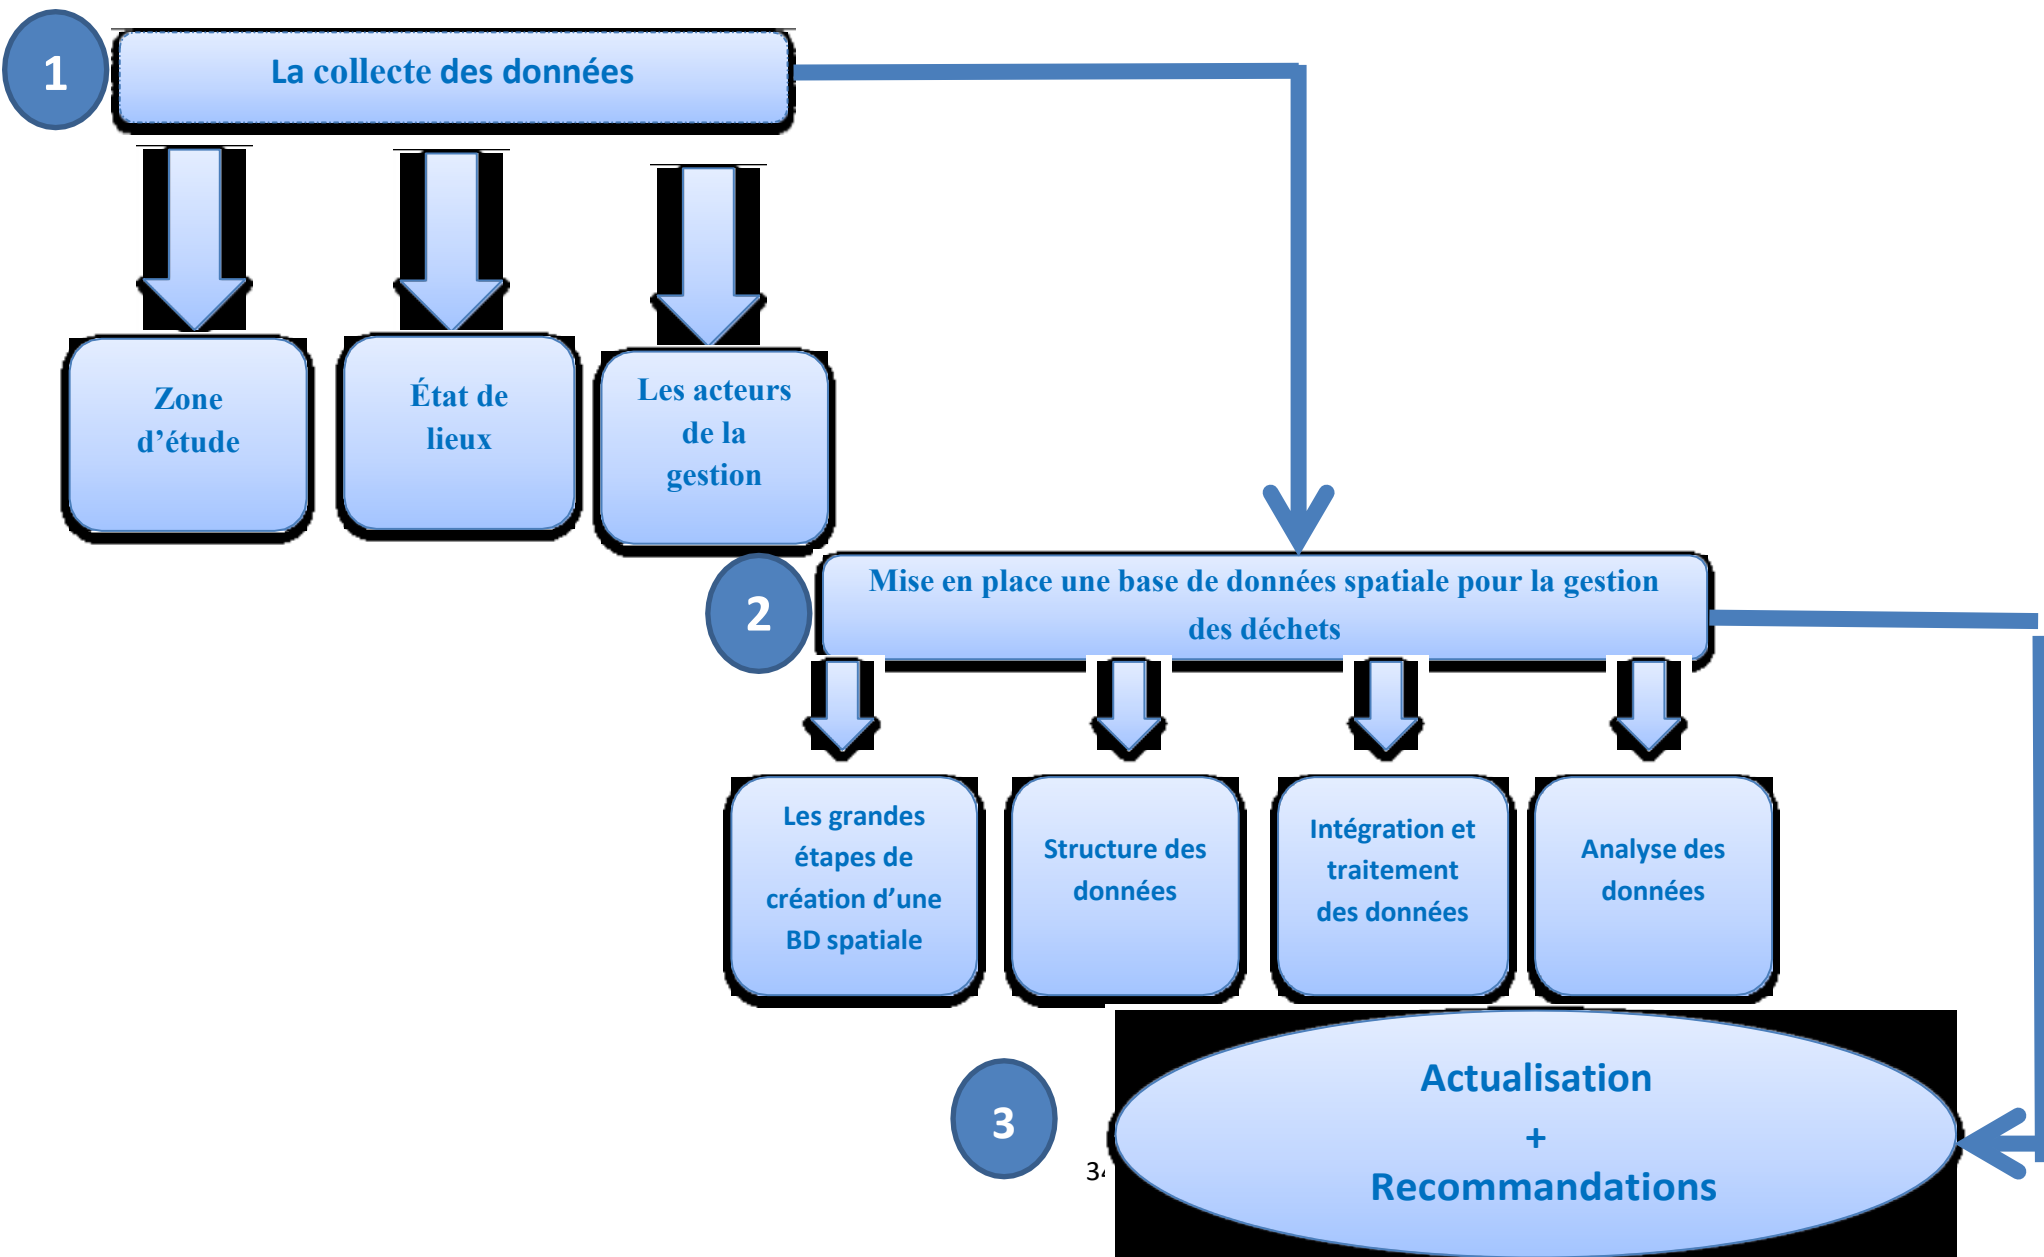 1
La collecte des données
Zone
d’étude
État de
lieux
Les acteurs
de la
gestion
2
Mise en place une base de données spatiale pour la gestion
des déchets
Les grandes
étapes de
création d’une
BD spatiale
Structure des
données
Intégration et
traitement
des données
Analyse des
données
3
Actualisation
+
Recommandations
34